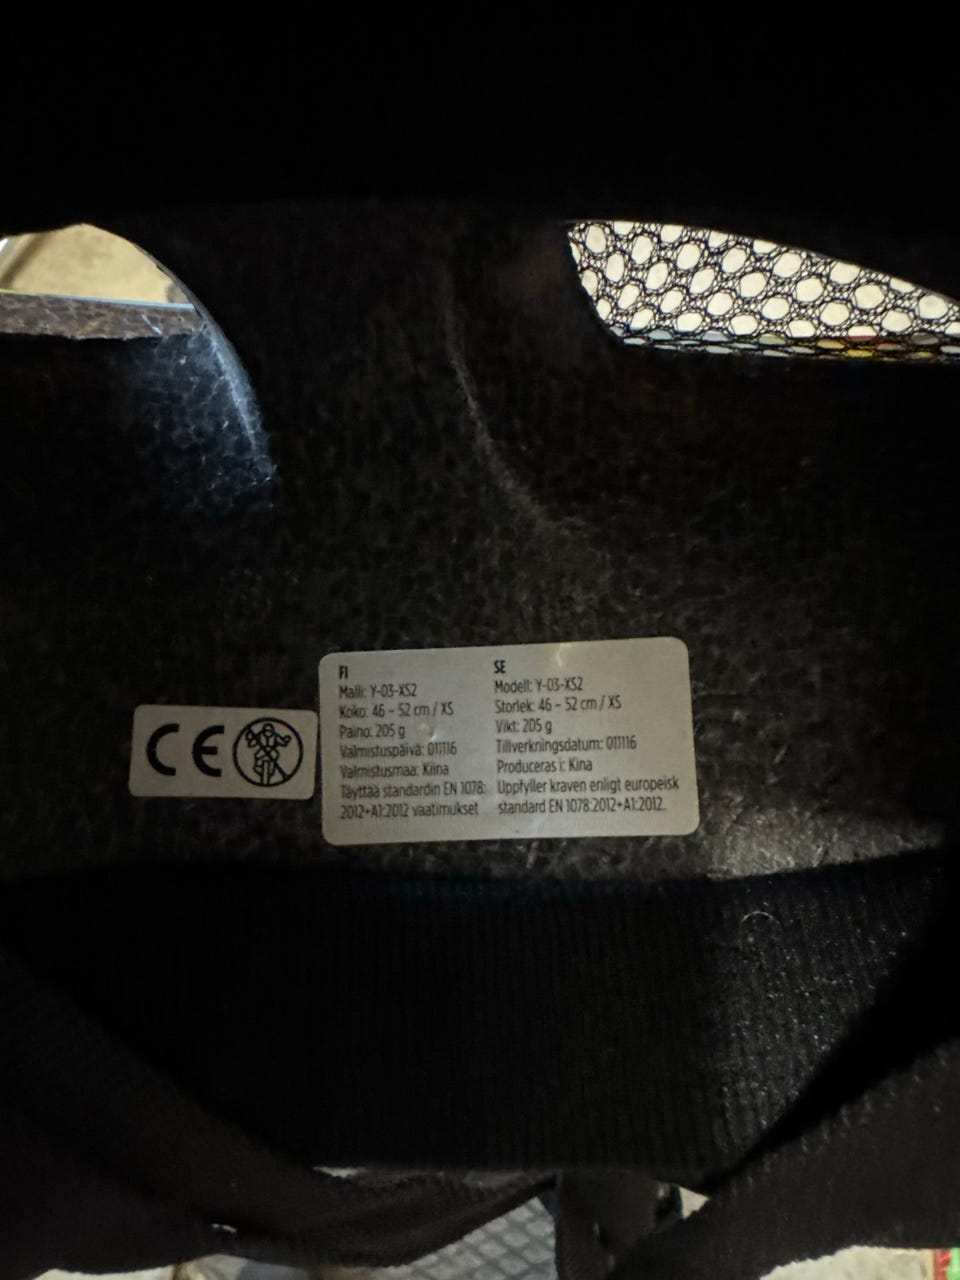 CE
FI
Malli: Y-03-XS2
Koko: 46 - 52 cm / XS
Paino: 205 g
Valmistuspäivä: 011116
Valmistusmaa: Kiina
Täyttää standardin EN 1078:
2012+A1:2012 vaatimukset
SE
Modell: Y-03-XS2
Storlek: 46 - 52 cm / XS
Vikt: 205 g
Tillverkningsdatum: 011116
Produceras i: Kina
Uppfyller kraven enligt europeisk
standard EN 1078:2012+A1:2012.